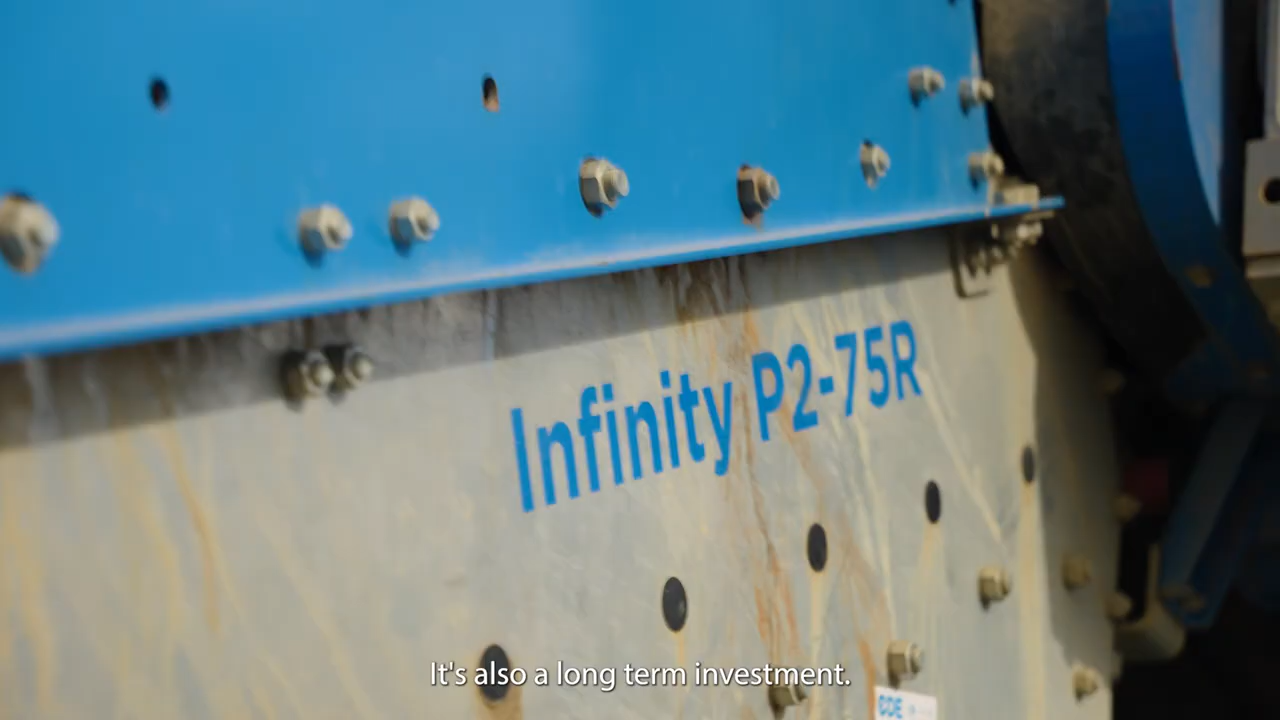 Infinity P2-75R
It's also a long term investment.
CDE